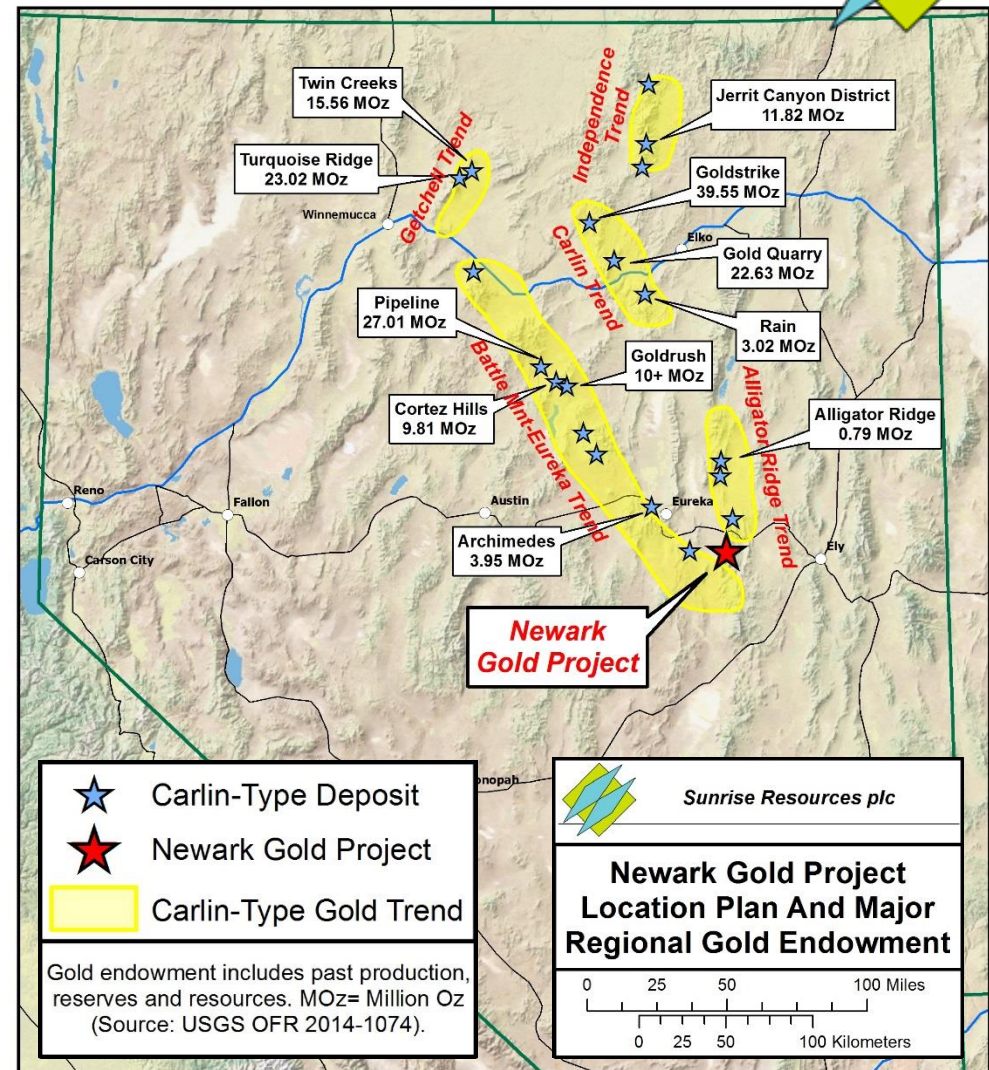 Twin Creeks
15.56 MOz
Turquoise Ridge
23.02 MOz
Getchell Trend
Winnemucca
Independence
Trend
Jerrit Canyon District
11.82 MOz
Goldstrike
39.55 MOz
Carlin Trend
Elko
Gold Quarry
22.63 MOz
Rain
3.02 MOz
Pipeline
27.01 MOz
Goldrush
10+ MOz
Cortez Hills
9.81 MOz
Battle Mnt-Eureka Trend
Alligator Ridge
0.79 MOz
Alligator Ridge Trend
Reno
Carson City
Fallon
Austin
Eureka
Ely
Archimedes
3.95 MOz
Newark
Gold Project
onopah
Carlin-Type Deposit
Newark Gold Project
Carlin-Type Gold Trend
Gold endowment includes past production,
reserves and resources. MOz= Million Oz
(Source: USGS OFR 2014-1074).
Sunrise Resources plc
Newark Gold Project
Location Plan And Major
Regional Gold Endowment
0 25 50 100 Miles
0 25 50 100 Kilometers